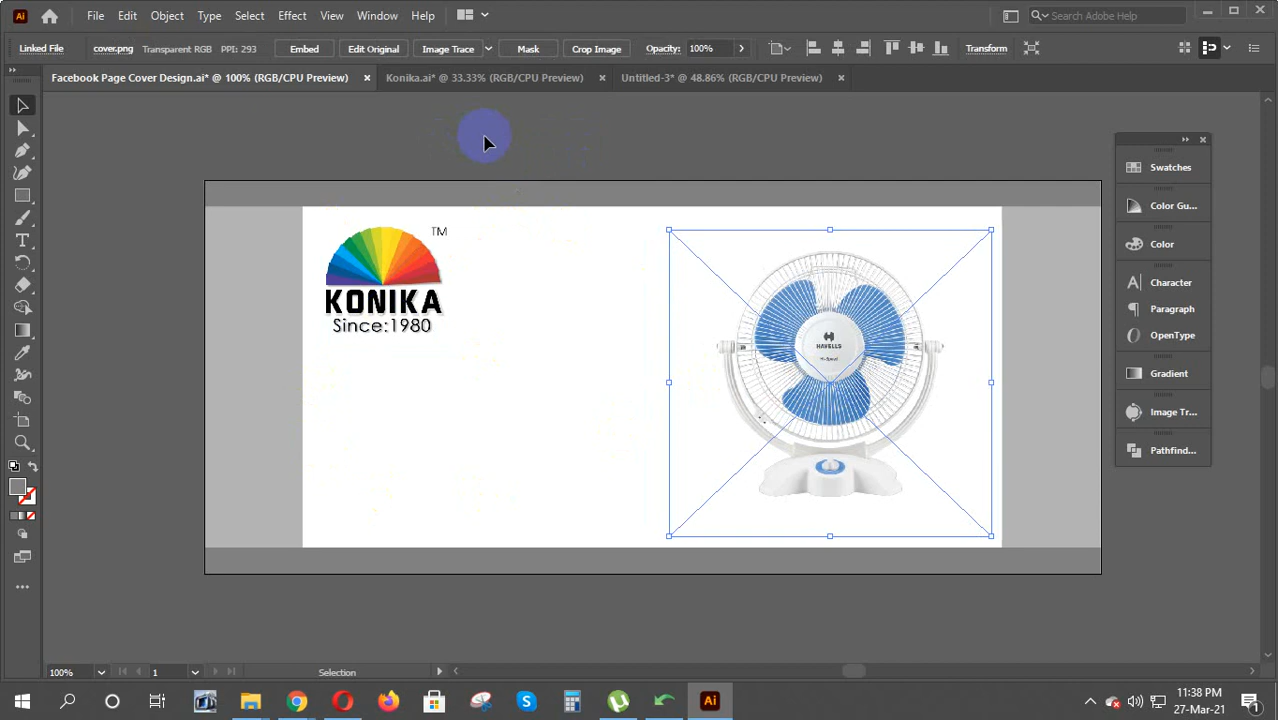 Ai File Edit Object Type Select Effect View Window Help Search Adobe Help
Linked File cover.png Transparent RGB PPI: 293 Embed Edit Original Image Trace Mask Crop Image Opacity: 100% Transform
Facebook Page Cover Design.ai* @ 100% (RGB/CPU Preview) Konika.ai* @ 33.33% (RGB/CPU Preview) Untitled-3* @ 48.86% (RGB/CPU Preview)
Swatches
Color Gu...
Color
Character
Paragraph
OpenType
Gradient
Image Tr...
Pathfind...
TM
KONIKA
Since:1980
HAVELLS
Hi-Speed
T
100% 1 Selection
Ai 11:38 PM
27-Mar-21
1